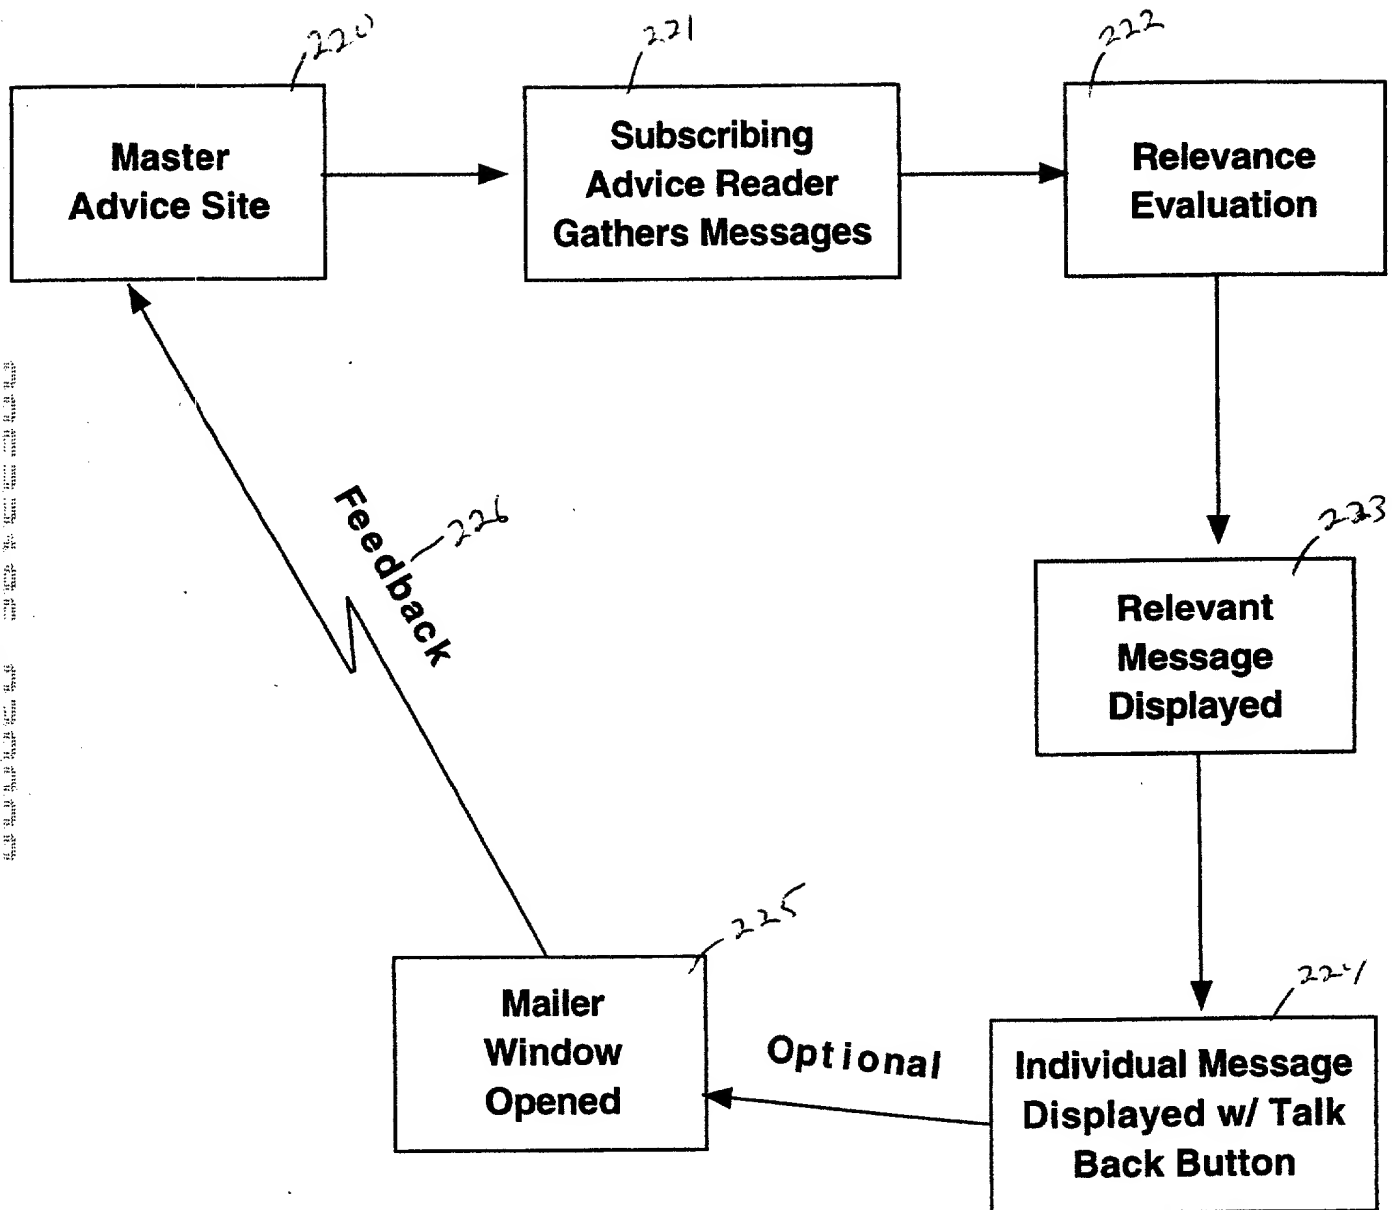 220
221
222
Master
Advice Site
Subscribing
Advice Reader
Gathers Messages
Relevance
Evaluation
Feedback
226
223
Relevant
Message
Displayed
225
224
Mailer
Window
Opened
Optional
Individual Message
Displayed w/ Talk
Back Button